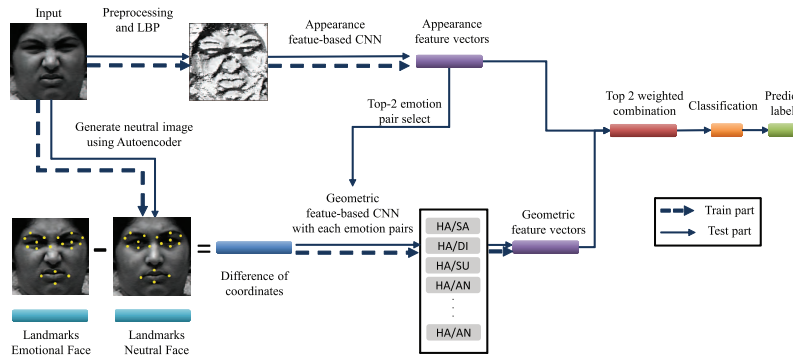 Input
Preprocessing
and LBP
Appearance
featue-based CNN
Appearance
feature vectors
Top-2 emotion
pair select
Generate neutral image
using Autoencoder
Top 2 weighted
combination
Classification
Predic
label
Geometric
featue-based CNN
with each emotion pairs
HA/SA
HA/DI
HA/SU
HA/AN
HA/AN
Geometric
feature vectors
Train part
Test part
Difference of
coordinates
Landmarks
Emotional Face
Landmarks
Neutral Face